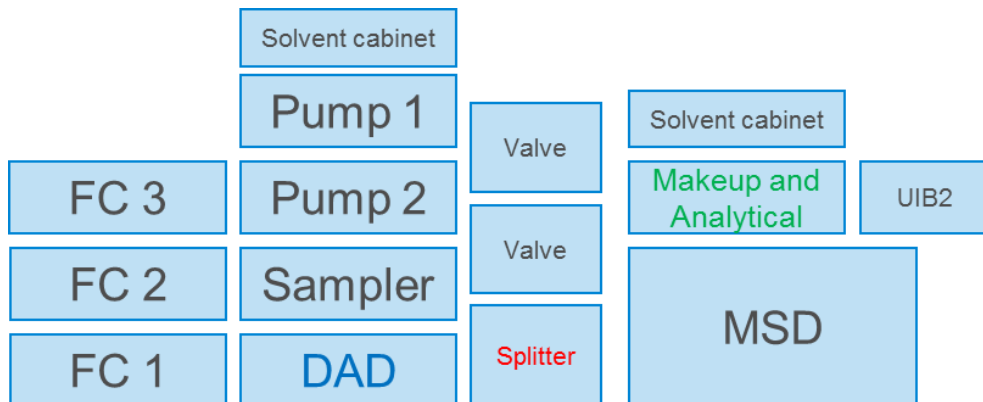 Solvent cabinet
Pump 1
Valve
Solvent cabinet
FC 3
Pump 2
Makeup and
Analytical
UIB2
Valve
FC 2
Sampler
MSD
FC 1
DAD
Splitter